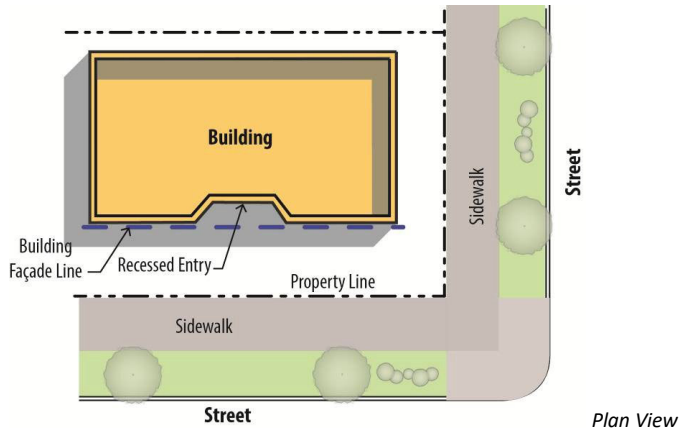 Building
Sidewalk
Street
Building
Façade Line
Recessed Entry
Property Line
Sidewalk
Street
Plan View